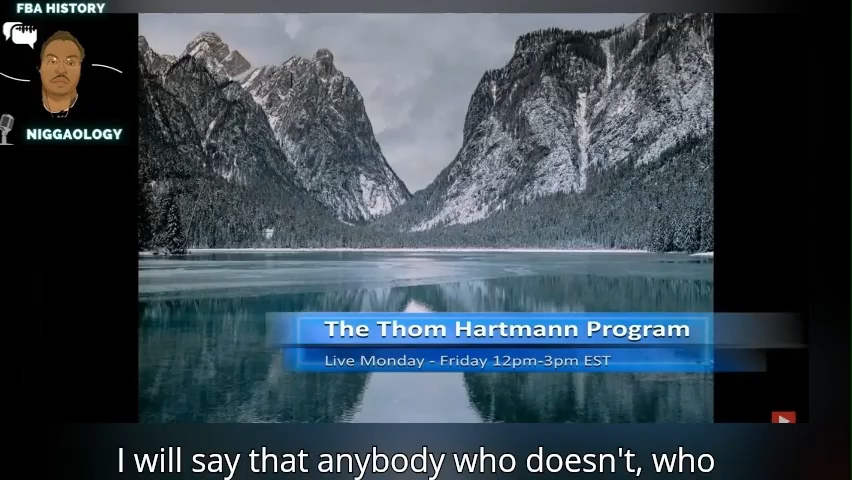 FBA HISTORY
NIGGAOLOGY
The Thom Hartmann Program
Live Monday - Friday 12pm-3pm EST
I will say that anybody who doesn't, who